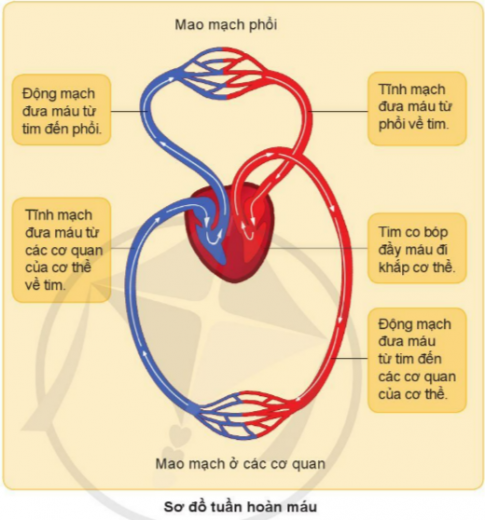 Mao mạch phổi
Động mạch
đưa máu từ
tim đến phổi.
Tĩnh mạch
đưa máu từ
phổi về tim.
Tĩnh mạch
đưa máu từ
các cơ quan
của cơ thể
về tim.
Tim co bóp
đẩy máu đi
khắp cơ thể.
Động mạch
đưa máu
từ tim đến
các cơ quan
của cơ thể.
Mao mạch ở các cơ quan
Sơ đồ tuần hoàn máu